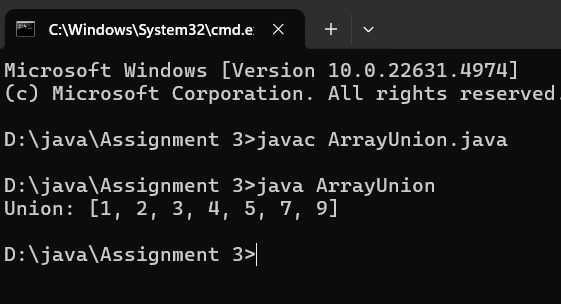 C:\Windows\System32\cmd.e
Microsoft Windows [Version 10.0.22631.4974]
(c) Microsoft Corporation. All rights reserved.
D:\java\Assignment 3>javac ArrayUnion.java
D:\java\Assignment 3>java ArrayUnion
Union: [1, 2, 3, 4, 5, 7, 9]
D:\java\Assignment 3>